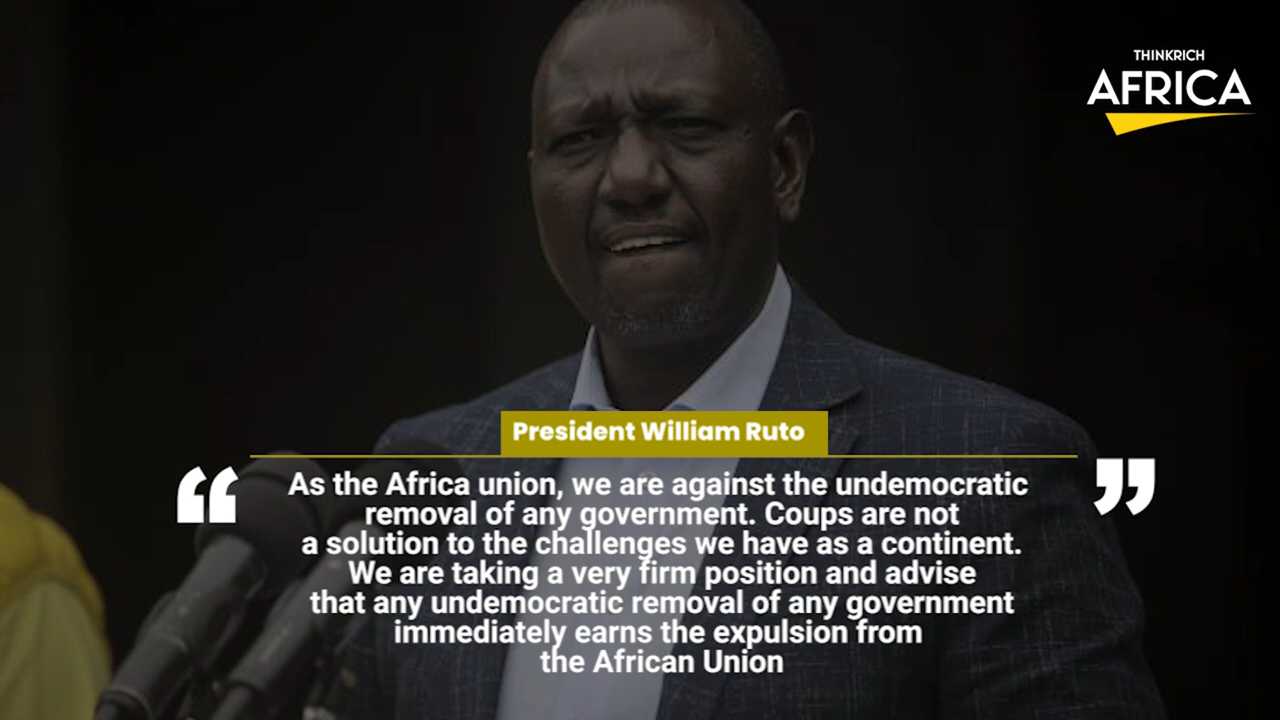 THINKRICH
AFRICA
President William Ruto
“
”
As the Africa union, we are against the undemocratic
removal of any government. Coups are not
a solution to the challenges we have as a continent.
We are taking a very firm position and advise
that any undemocratic removal of any government
immediately earns the expulsion from
the African Union